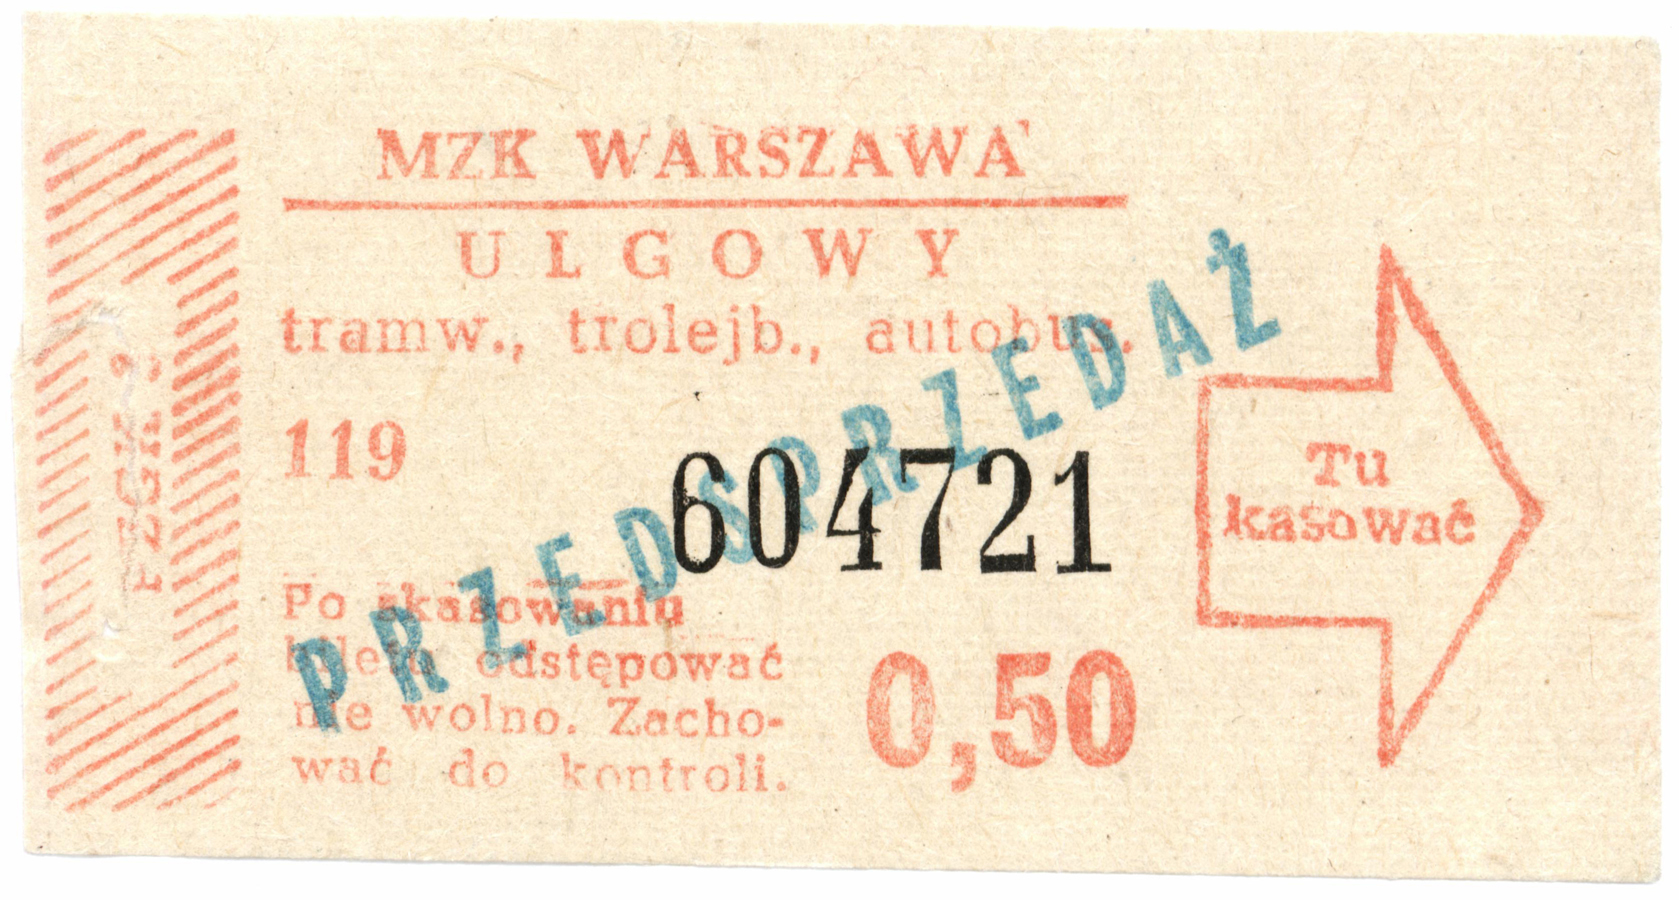 MZK WARSZAWA
ULGOWY
tramw., trolejb., autobus.
119
604721
PRZEDSPRZEDAŻ
Po skasowaniu
biletu odstępować
nie wolno. Zacho-
wać do kontroli.
0,50
Tu
kasować